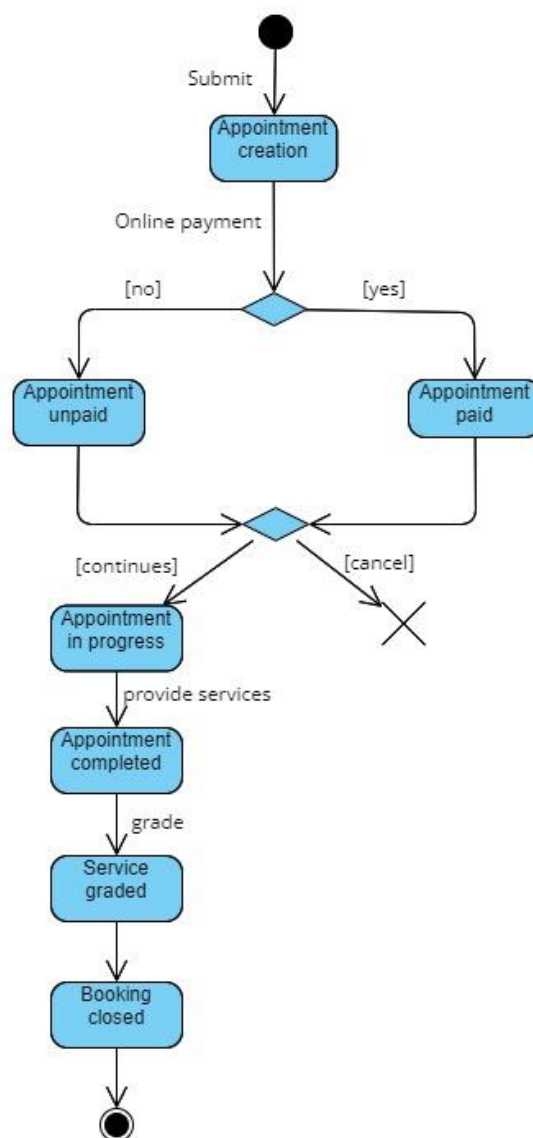 Submit
Appointment
creation
Online payment
[no]
[yes]
Appointment
unpaid
Appointment
paid
[continues]
[cancel]
Appointment
in progress
provide services
Appointment
completed
grade
Service
graded
Booking
closed